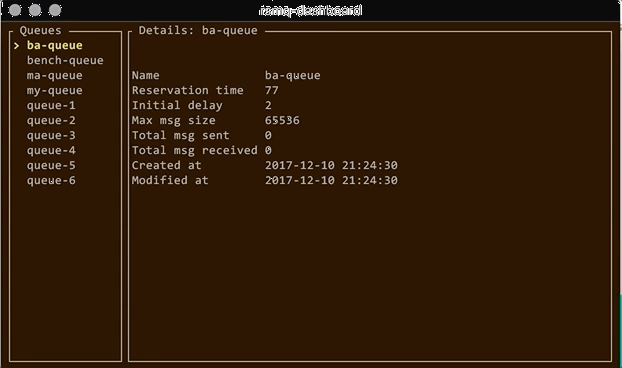 Queues
> ba-queue
bench-queue
ma-queue
my-queue
queue-1
queue-2
queue-3
queue-4
queue-5
queue-6
Details: ba-queue
Name ba-queue
Reservation time 77
Initial delay 2
Max msg size 65536
Total msg sent 0
Total msg received 0
Created at 2017-12-10 21:24:30
Modified at 2017-12-10 21:24:30